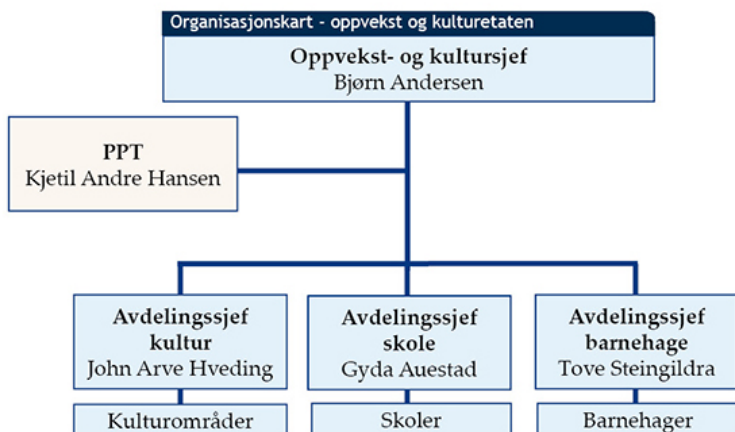 Organisasjonskart - oppvekst og kulturetaten
Oppvekst- og kultursjef
Bjørn Andersen
PPT
Kjetil Andre Hansen
Avdelingssjef
kultur
John Arve Hveding
Avdelingssjef
skole
Gyda Auestad
Avdelingssjef
barnehage
Tove Steingildra
Kulturområder
Skoler
Barnehager